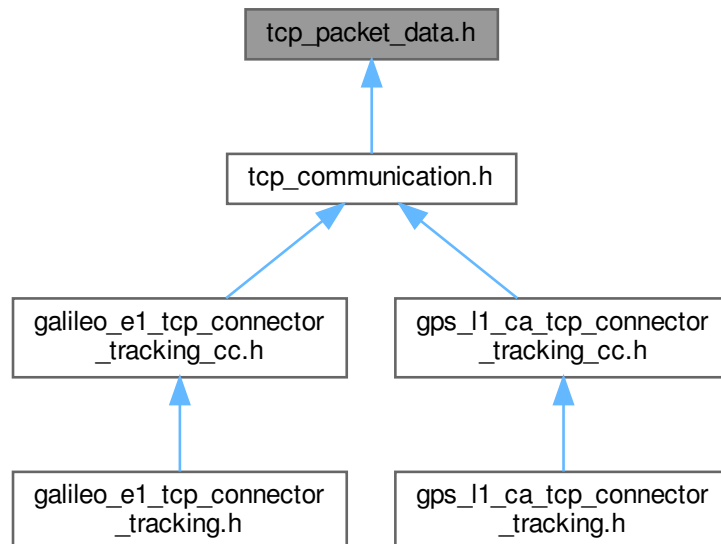 tcp_packet_data.h
tcp_communication.h
galileo_e1_tcp_connector
_tracking_cc.h
gps_l1_ca_tcp_connector
_tracking_cc.h
galileo_e1_tcp_connector
_tracking.h
gps_l1_ca_tcp_connector
_tracking.h